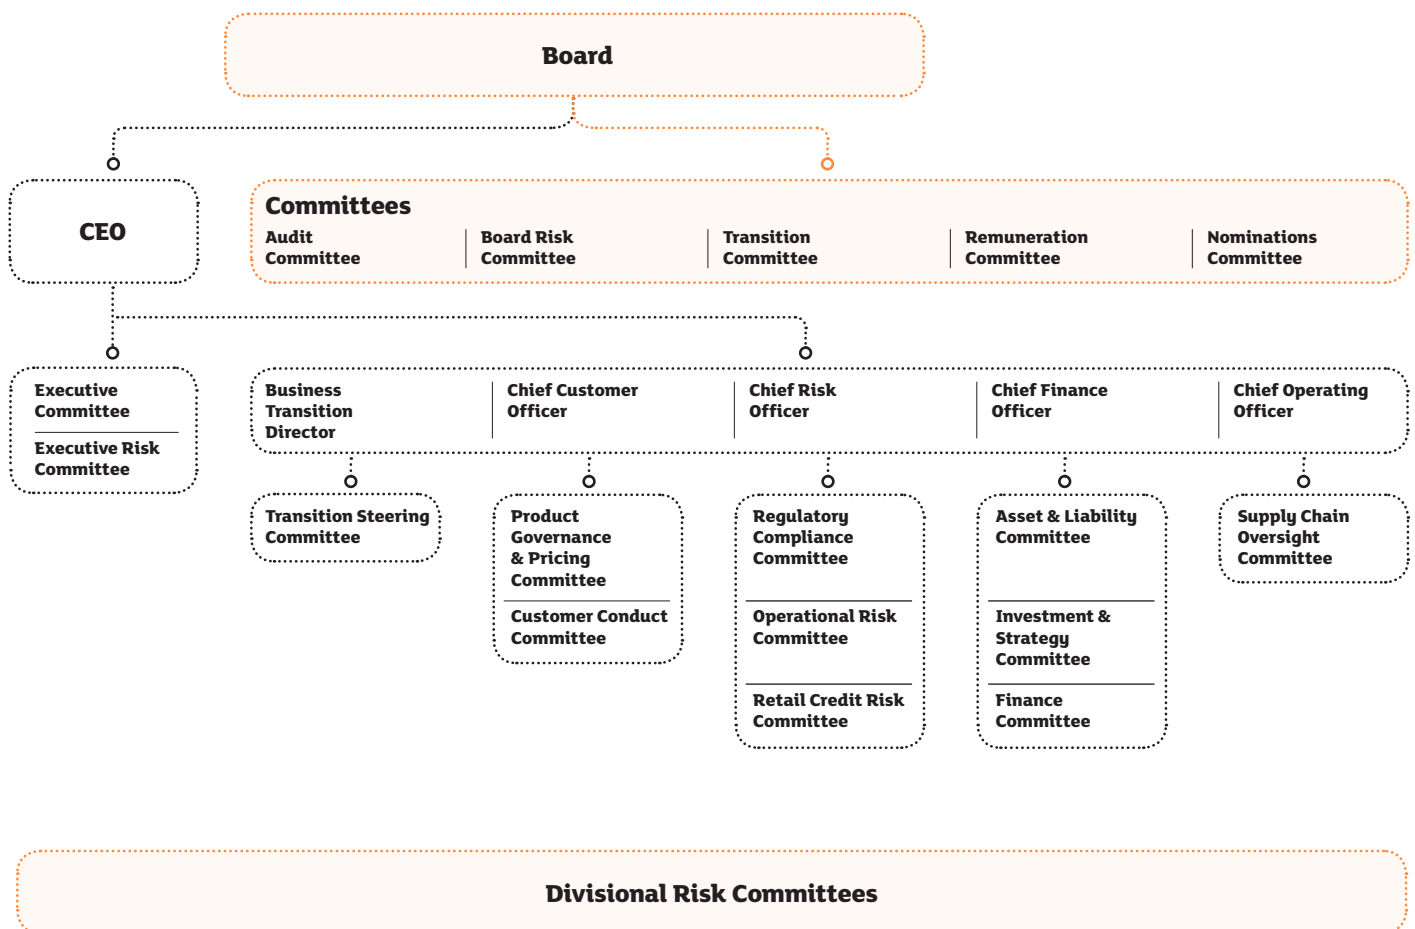 Board
CEO
Committees
Audit
Committee
Board Risk
Committee
Transition
Committee
Remuneration
Committee
Nominations
Committee
Executive
Committee
Executive Risk
Committee
Business
Transition
Director
Chief Customer
Officer
Chief Risk
Officer
Chief Finance
Officer
Chief Operating
Officer
Transition Steering
Committee
Product
Governance
& Pricing
Committee
Customer Conduct
Committee
Regulatory
Compliance
Committee
Operational Risk
Committee
Retail Credit Risk
Committee
Asset & Liability
Committee
Investment &
Strategy
Committee
Finance
Committee
Supply Chain
Oversight
Committee
Divisional Risk Committees